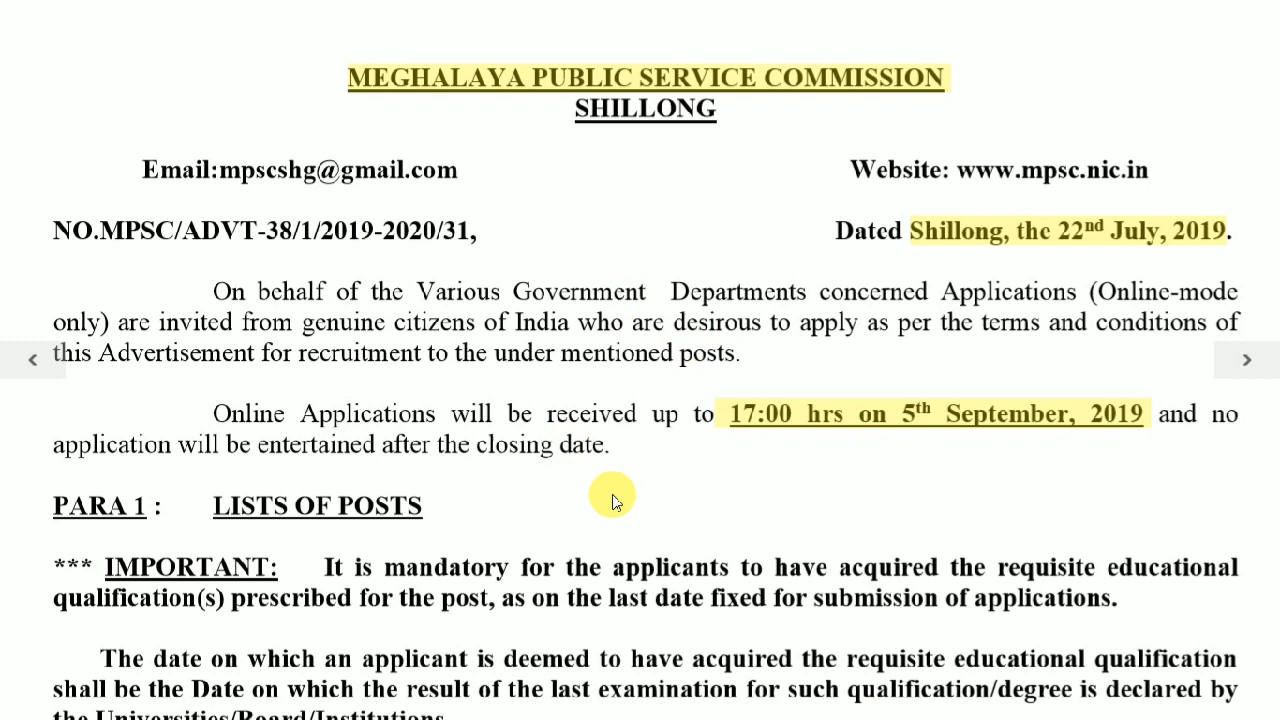 MEGHALAYA PUBLIC SERVICE COMMISSION
SHILLONG
Email:mpscshg@gmail.com Website: www.mpsc.nic.in
NO.MPSC/ADVT-38/1/2019-2020/31, Dated Shillong, the 22nd July, 2019.
On behalf of the Various Government Departments concerned Applications (Online-mode
only) are invited from genuine citizens of India who are desirous to apply as per the terms and conditions of
this Advertisement for recruitment to the under mentioned posts.
Online Applications will be received up to 17:00 hrs on 5th September, 2019 and no
application will be entertained after the closing date.
PARA 1 : LISTS OF POSTS
*** IMPORTANT: It is mandatory for the applicants to have acquired the requisite educational
qualification(s) prescribed for the post, as on the last date fixed for submission of applications.
The date on which an applicant is deemed to have acquired the requisite educational qualification
shall be the Date on which the result of the last examination for such qualification/degree is declared by
the Universities/Board/Institutions